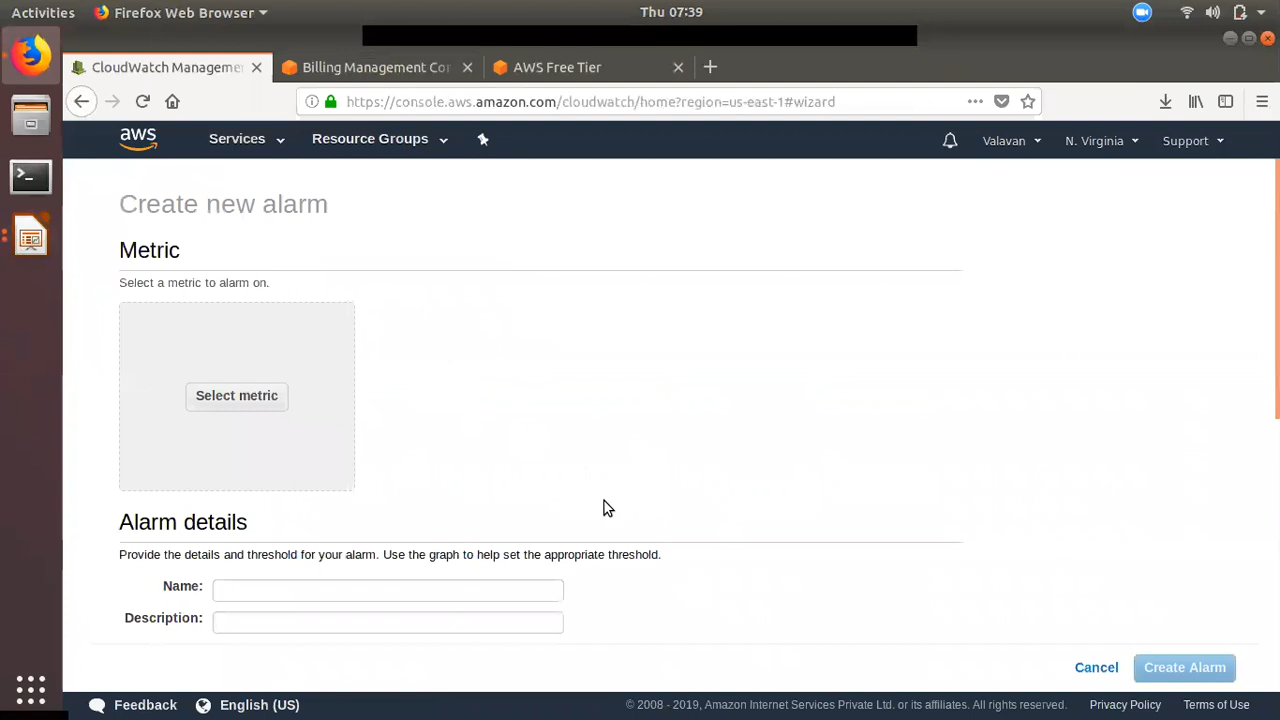 Activities Firefox Web Browser Thu 07:39
CloudWatch Manageme Billing Management Co AWS Free Tier
https://console.aws.amazon.com/cloudwatch/home?region=us-east-1#wizard
aws Services Resource Groups Valavan N. Virginia Support
Create new alarm
Metric
Select a metric to alarm on.
Select metric
Alarm details
Provide the details and threshold for your alarm. Use the graph to help set the appropriate threshold.
Name:
Description:
Cancel Create Alarm
Feedback English (US) © 2008 - 2019, Amazon Internet Services Private Ltd. or its affiliates. All rights reserved. Privacy Policy Terms of Use